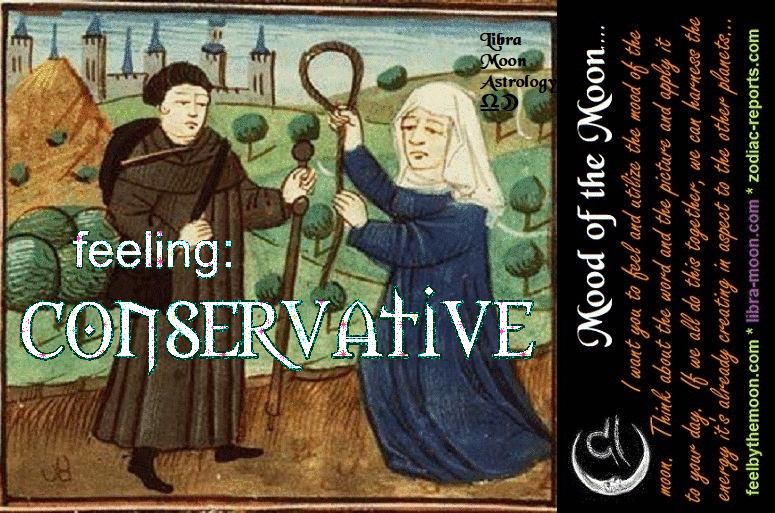 Libra
Moon
Astrology
♎☽
feeling:
CONSERVATIVE
Mood of the Moon....
I want you to feel and utilize the mood of the
moon. Think about the word and the picture and apply it
to your day. If we all do this together, we can harness the
energy it's already creating in aspect to the other planets...
feelbythemoon.com * libra-moon.com * zodiac-reports.com